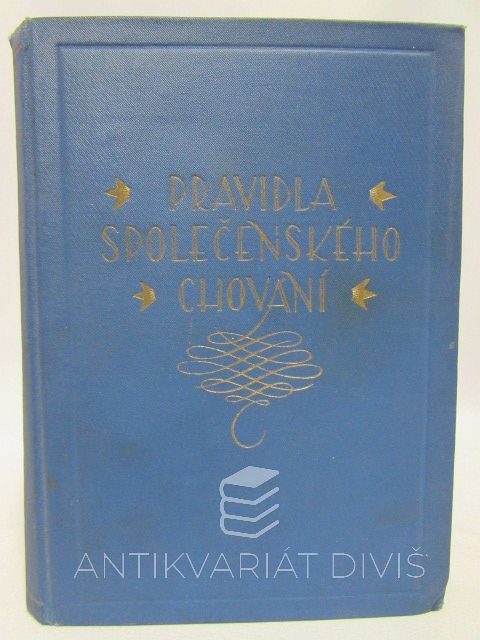 PRAVIDLA
SPOLEČENSKÉHO
CHOVÁNÍ
ANTIKVARIÁT DIVIŠ